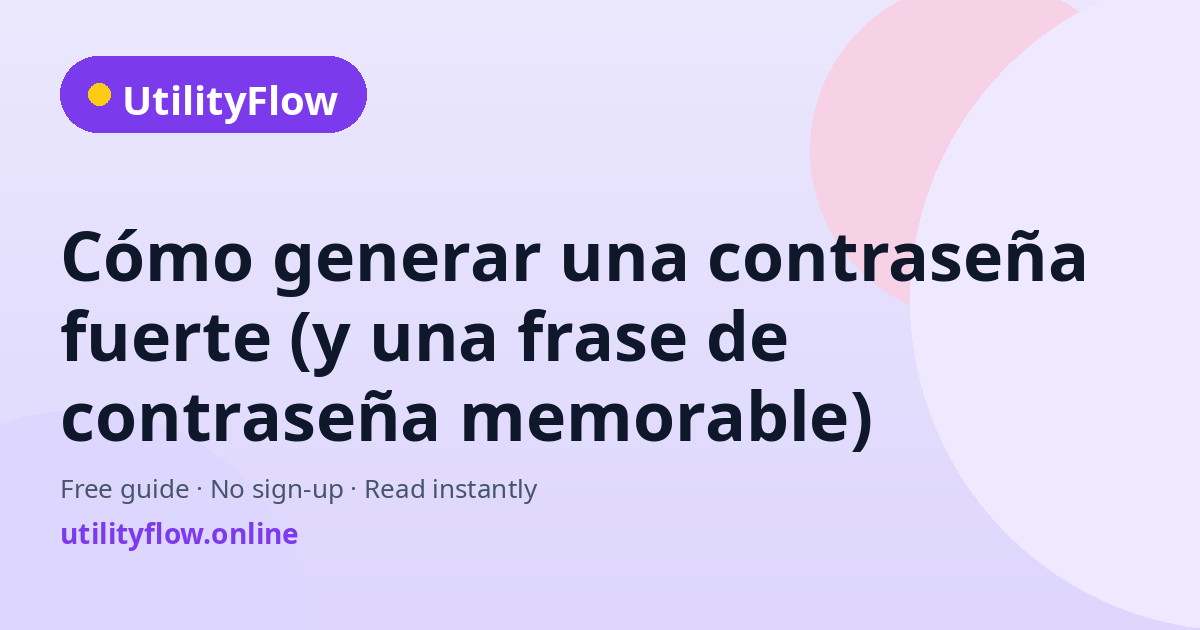 UtilityFlow
Cómo generar una contraseña
fuerte (y una frase de
contraseña memorable)
Free guide · No sign-up · Read instantly
utilityflow.online